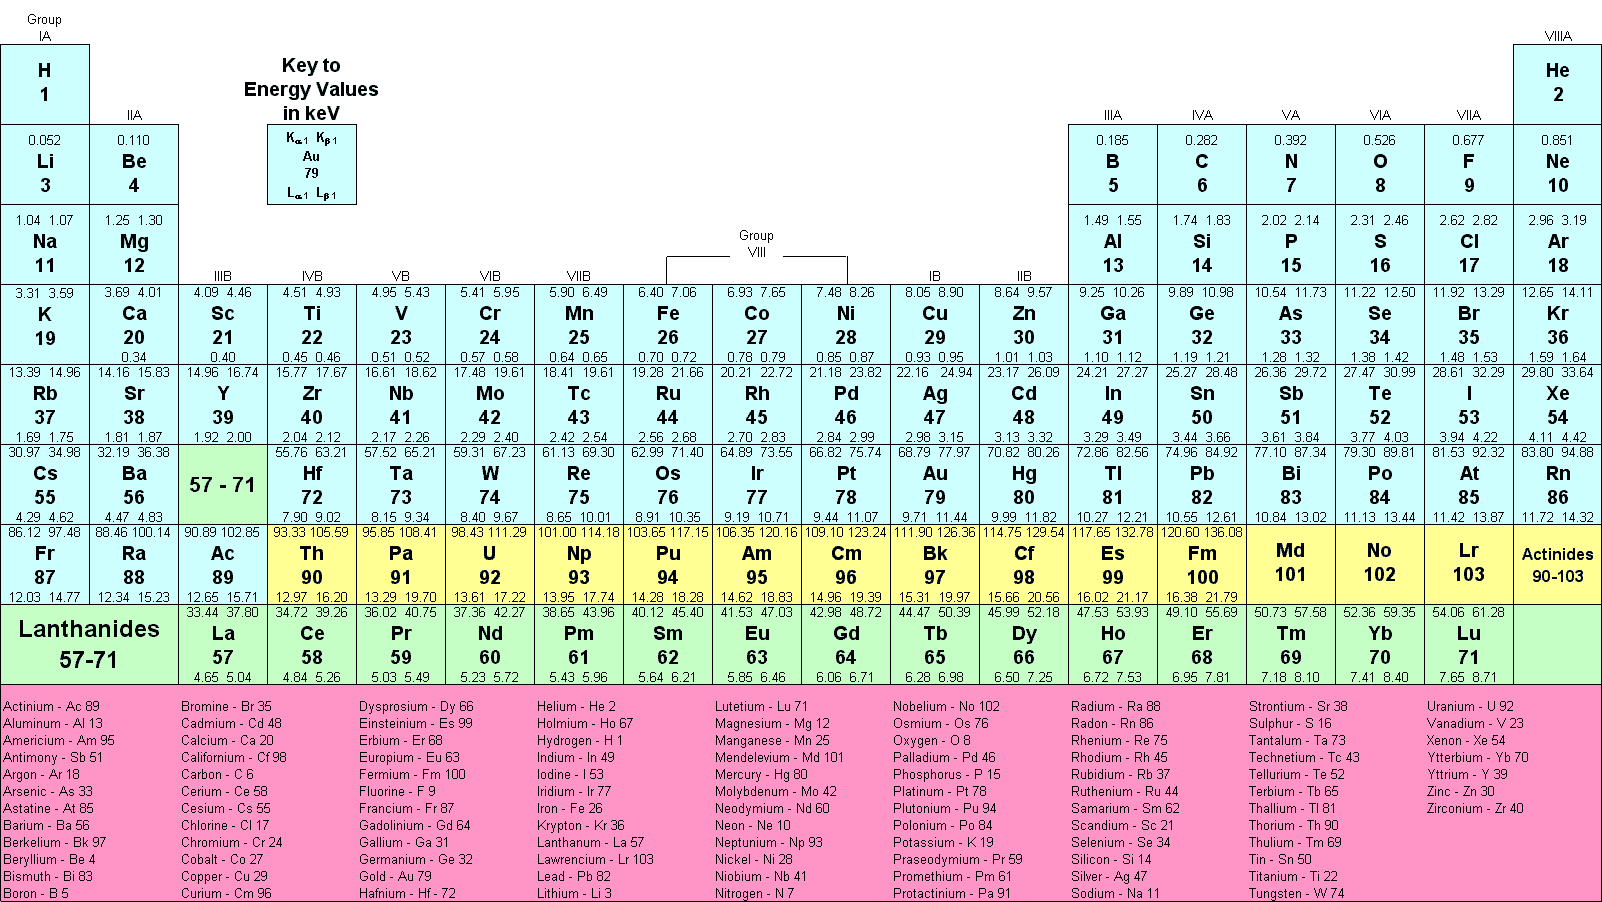 Group
IA
VIIIA
H
1
Key to
Energy Values
in keV
He
2
IIA
IIIA IVA VA VIA VIIA
Kα1 Kβ1
Au
79
Lα1 Lβ1
0.052 0.110 0.185 0.282 0.392 0.526 0.677 0.851
Li Be B C N O F Ne
3 4 5 6 7 8 9 10
1.04 1.07 1.25 1.30 1.49 1.55 1.74 1.83 2.02 2.14 2.31 2.46 2.62 2.82 2.96 3.19
Na Mg Al Si P S Cl Ar
11 12 13 14 15 16 17 18
Group
VIII
IIIB IVB VB VIB VIIB IB IIB
3.31 3.59 3.69 4.01 4.09 4.46 4.51 4.93 4.95 5.43 5.41 5.95 5.90 6.49 6.40 7.06 6.93 7.65 7.48 8.26 8.05 8.90 8.64 9.57 9.25 10.26 9.89 10.98 10.54 11.73 11.22 12.50 11.92 13.29 12.65 14.11
K Ca Sc Ti V Cr Mn Fe Co Ni Cu Zn Ga Ge As Se Br Kr
19 20 21 22 23 24 25 26 27 28 29 30 31 32 33 34 35 36
0.34 0.40 0.45 0.46 0.51 0.52 0.57 0.58 0.64 0.65 0.70 0.72 0.78 0.79 0.85 0.87 0.93 0.95 1.01 1.03 1.10 1.12 1.19 1.21 1.28 1.32 1.38 1.42 1.48 1.53 1.59 1.64
13.39 14.96 14.16 15.83 14.96 16.74 15.77 17.67 16.61 18.62 17.48 19.61 18.41 19.61 19.28 21.66 20.21 22.72 21.18 23.82 22.16 24.94 23.17 26.09 24.21 27.27 25.27 28.48 26.36 29.72 27.47 30.99 28.61 32.29 29.80 33.64
Rb Sr Y Zr Nb Mo Tc Ru Rh Pd Ag Cd In Sn Sb Te I Xe
37 38 39 40 41 42 43 44 45 46 47 48 49 50 51 52 53 54
1.69 1.75 1.81 1.87 1.92 2.00 2.04 2.12 2.17 2.26 2.29 2.40 2.42 2.54 2.56 2.68 2.70 2.83 2.84 2.99 2.98 3.15 3.13 3.32 3.29 3.49 3.44 3.66 3.61 3.84 3.77 4.03 3.94 4.22 4.11 4.42
30.97 34.98 32.19 36.38 55.76 63.21 57.52 65.21 59.31 67.23 61.13 69.30 62.99 71.40 64.89 73.55 66.82 75.74 68.79 77.97 70.82 80.26 72.86 82.56 74.96 84.92 77.10 87.34 79.30 89.81 81.53 92.32 83.80 94.88
Cs Ba 57 - 71 Hf Ta W Re Os Ir Pt Au Hg Tl Pb Bi Po At Rn
55 56 72 73 74 75 76 77 78 79 80 81 82 83 84 85 86
4.29 4.62 4.47 4.83 7.90 9.02 8.15 9.34 8.40 9.67 8.65 10.01 8.91 10.35 9.19 10.71 9.44 11.07 9.71 11.44 9.99 11.82 10.27 12.21 10.55 12.61 10.84 13.02 11.13 13.44 11.42 13.87 11.72 14.32
86.12 97.48 88.46 100.14 90.89 102.85 93.33 105.59 95.85 108.41 98.43 111.29 101.00 114.18 103.65 117.15 106.35 120.16 109.10 123.24 111.90 126.36 114.75 129.54 117.65 132.78 120.60 136.08
Fr Ra Ac Th Pa U Np Pu Am Cm Bk Cf Es Fm Md No Lr Actinides
87 88 89 90 91 92 93 94 95 96 97 98 99 100 101 102 103 90-103
12.03 14.77 12.34 15.23 12.65 15.71 12.97 16.20 13.29 19.70 13.61 17.22 13.95 17.74 14.28 18.28 14.62 18.83 14.96 19.39 15.31 19.97 15.66 20.56 16.02 21.17 16.38 21.79
33.44 37.80 34.72 39.26 36.02 40.75 37.36 42.27 38.65 43.96 40.12 45.40 41.53 47.03 42.98 48.72 44.47 50.39 45.99 52.18 47.53 53.93 49.10 55.69 50.73 57.58 52.36 59.35 54.06 61.28
Lanthanides La Ce Pr Nd Pm Sm Eu Gd Tb Dy Ho Er Tm Yb Lu
57-71 57 58 59 60 61 62 63 64 65 66 67 68 69 70 71
4.65 5.04 4.84 5.26 5.03 5.49 5.23 5.72 5.43 5.96 5.64 6.21 5.85 6.46 6.06 6.71 6.28 6.98 6.50 7.25 6.72 7.53 6.95 7.81 7.18 8.10 7.41 8.40 7.65 8.71
Actinium - Ac 89 Bromine - Br 35 Dysprosium - Dy 66 Helium - He 2 Lutetium - Lu 71 Nobelium - No 102 Radium - Ra 88 Strontium - Sr 38 Uranium - U 92
Aluminum - Al 13 Cadmium - Cd 48 Einsteinium - Es 99 Holmium - Ho 67 Magnesium - Mg 12 Osmium - Os 76 Radon - Rn 86 Sulphur - S 16 Vanadium - V 23
Americium - Am 95 Calcium - Ca 20 Erbium - Er 68 Hydrogen - H 1 Manganese - Mn 25 Oxygen - O 8 Rhenium - Re 75 Tantalum - Ta 73 Xenon - Xe 54
Antimony - Sb 51 Californium - Cf 98 Europium - Eu 63 Indium - In 49 Mendelevium - Md 101 Palladium - Pd 46 Rhodium - Rh 45 Technetium - Tc 43 Ytterbium - Yb 70
Argon - Ar 18 Carbon - C 6 Fermium - Fm 100 Iodine - I 53 Mercury - Hg 80 Phosphorus - P 15 Rubidium - Rb 37 Tellurium - Te 52 Yttrium - Y 39
Arsenic - As 33 Cerium - Ce 58 Fluorine - F 9 Iridium - Ir 77 Molybdenum - Mo 42 Platinum - Pt 78 Ruthenium - Ru 44 Terbium - Tb 65 Zinc - Zn 30
Astatine - At 85 Cesium - Cs 55 Francium - Fr 87 Iron - Fe 26 Neodymium - Nd 60 Plutonium - Pu 94 Samarium - Sm 62 Thallium - Tl 81 Zirconium - Zr 40
Barium - Ba 56 Chlorine - Cl 17 Gadolinium - Gd 64 Krypton - Kr 36 Neon - Ne 10 Polonium - Po 84 Scandium - Sc 21 Thorium - Th 90
Berkelium - Bk 97 Chromium - Cr 24 Gallium - Ga 31 Lanthanum - La 57 Neptunium - Np 93 Potassium - K 19 Selenium - Se 34 Thulium - Tm 69
Beryllium - Be 4 Cobalt - Co 27 Germanium - Ge 32 Lawrencium - Lr 103 Nickel - Ni 28 Praseodymium - Pr 59 Silicon - Si 14 Tin - Sn 50
Bismuth - Bi 83 Copper - Cu 29 Gold - Au 79 Lead - Pb 82 Niobium - Nb 41 Promethium - Pm 61 Silver - Ag 47 Titanium - Ti 22
Boron - B 5 Curium - Cm 96 Hafnium - Hf - 72 Lithium - Li 3 Nitrogen - N 7 Protactinium - Pa 91 Sodium - Na 11 Tungsten - W 74